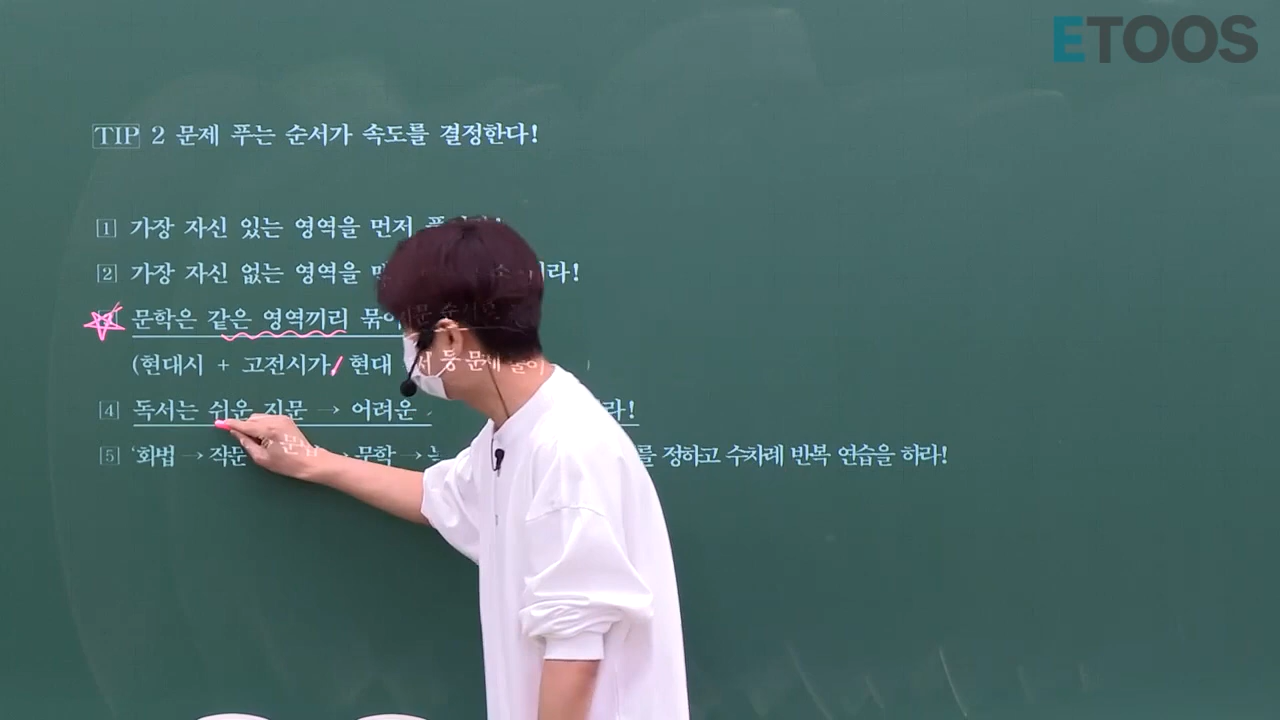 ETOOS
TIP 2 문제 푸는 순서가 속도를 결정한다!
1 가장 자신 있는 영역을 먼저
2 가장 자신 없는 영역을 라!
문학은 같은 영역끼리
(현대시 + 고전시가 현대
4 독서는 쉬운 지문 → 어려운 라!
5 '화법 → 작문 → 문법 → 문학 → 를 정하고 수차례 반복 연습을 하라!